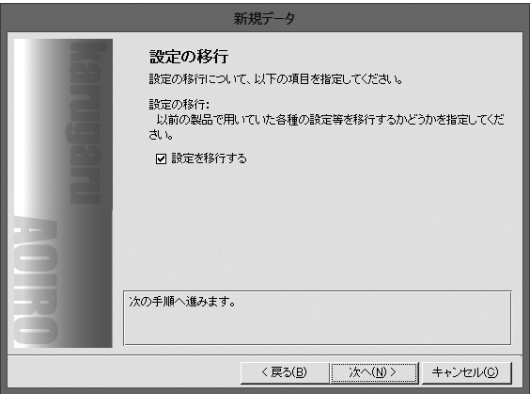 新規データ
karugaru
AOIRO
設定の移行
設定の移行について、以下の項目を指定してください。
設定の移行:
以前の製品で用いていた各種の設定等を移行するかどうかを指定してくだ
さい。
設定を移行する
次の手順へ進みます。
< 戻る(B)
次へ(N) >
キャンセル(C)